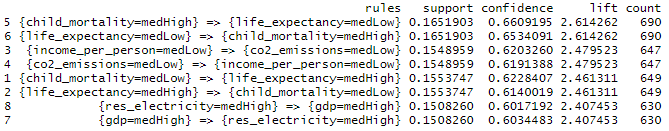 rules support confidence lift count
5 {child_mortality=medHigh} => {life_expectancy=medLow} 0.1651903 0.6609195 2.614262 690
6 {life_expectancy=medLow} => {child_mortality=medHigh} 0.1651903 0.6534091 2.614262 690
3 {income_per_person=medLow} => {co2_emissions=medLow} 0.1548959 0.6203260 2.479523 647
4 {co2_emissions=medLow} => {income_per_person=medLow} 0.1548959 0.6191388 2.479523 647
1 {child_mortality=medLow} => {life_expectancy=medHigh} 0.1553747 0.6228407 2.461311 649
2 {life_expectancy=medHigh} => {child_mortality=medLow} 0.1553747 0.6140019 2.461311 649
8 {res_electricity=medHigh} => {gdp=medHigh} 0.1508260 0.6017192 2.407453 630
7 {gdp=medHigh} => {res_electricity=medHigh} 0.1508260 0.6034483 2.407453 630